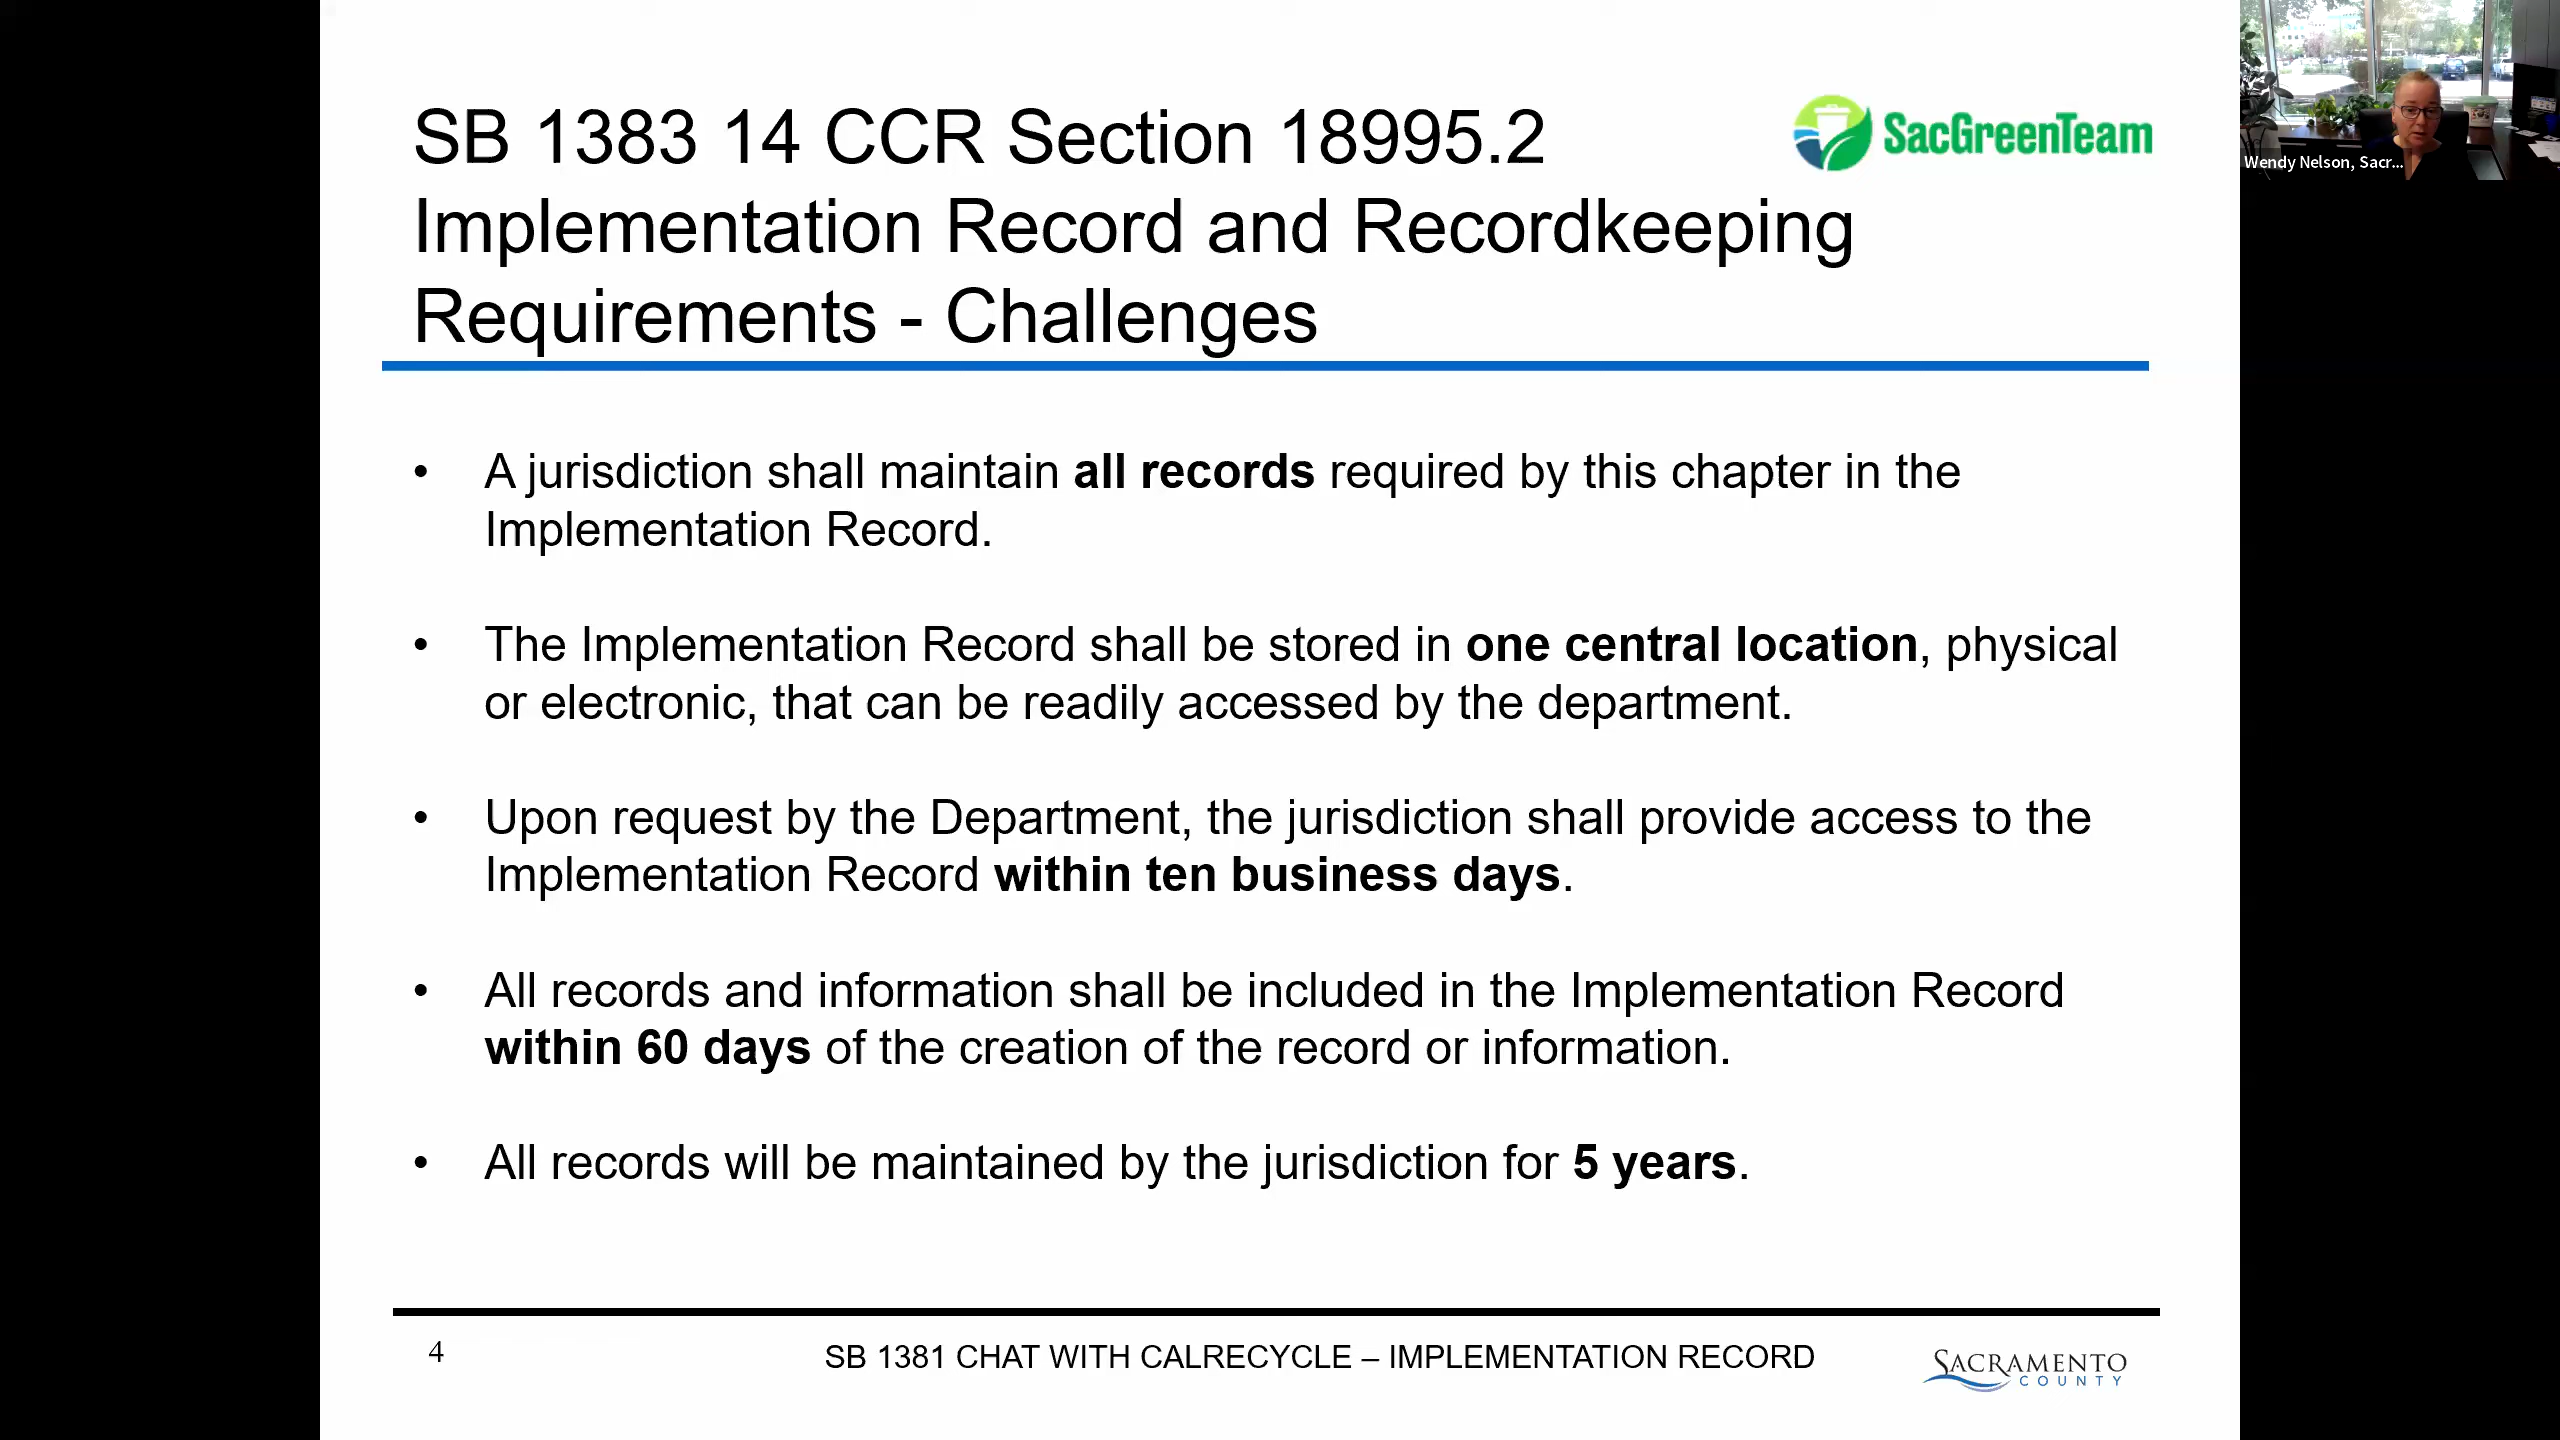 SB 1383 14 CCR Section 18995.2
Implementation Record and Recordkeeping
Requirements - Challenges
SacGreenTeam
Wendy Nelson, Sacr...
• A jurisdiction shall maintain all records required by this chapter in the
Implementation Record.
• The Implementation Record shall be stored in one central location, physical
or electronic, that can be readily accessed by the department.
• Upon request by the Department, the jurisdiction shall provide access to the
Implementation Record within ten business days.
• All records and information shall be included in the Implementation Record
within 60 days of the creation of the record or information.
• All records will be maintained by the jurisdiction for 5 years.
4
SB 1381 CHAT WITH CALRECYCLE – IMPLEMENTATION RECORD
SACRAMENTO
COUNTY